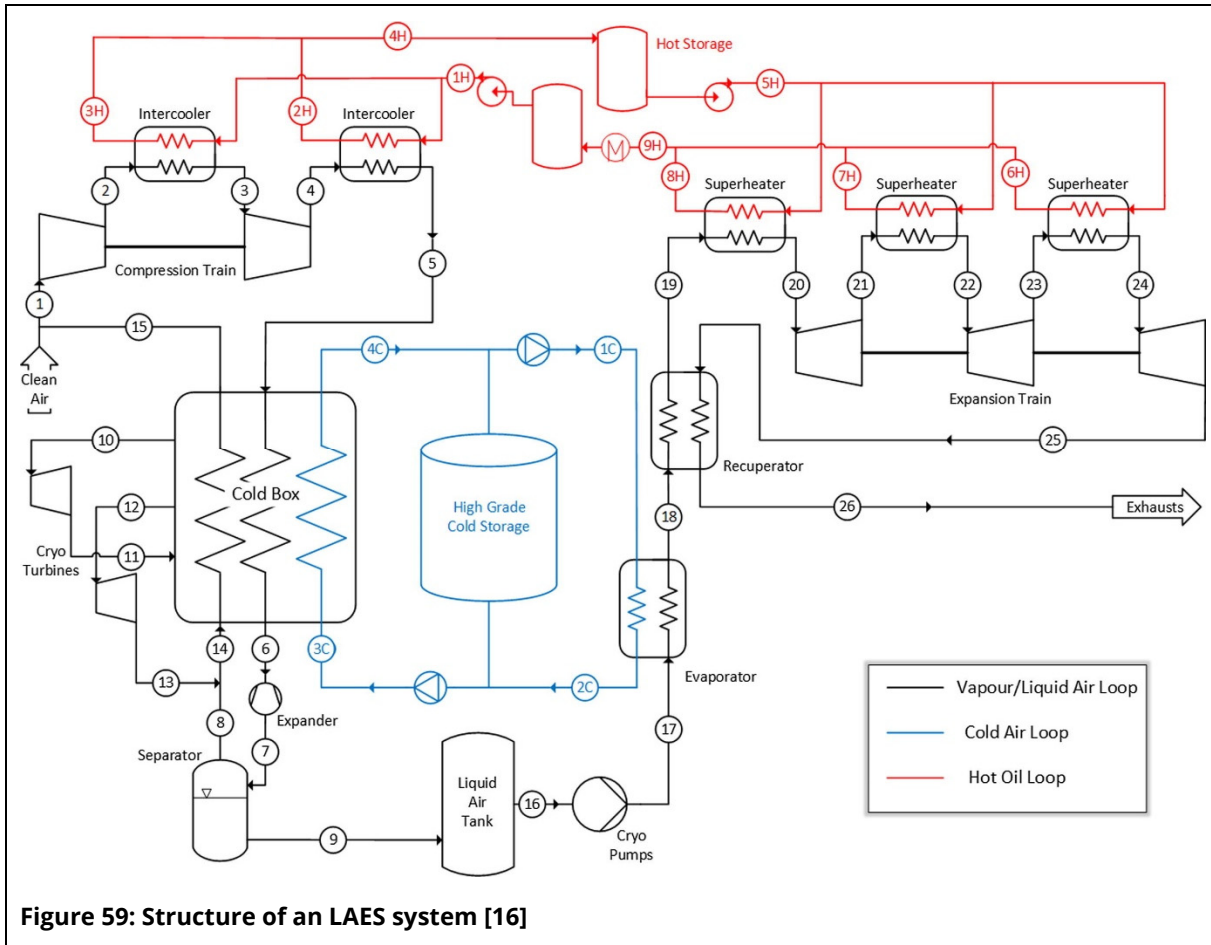 4H
Hot Storage
1H
5H
3H
Intercooler
2H
Intercooler
9H
8H
Superheater
7H
Superheater
6H
Superheater
2
3
4
5
Compression Train
1
15
19
20
21
22
23
24
Clean
Air
4C
1C
Expansion Train
25
10
Cold Box
Recuperator
12
High Grade
Cold Storage
18
26
Exhausts
11
Cryo
Turbines
14
6
3C
2C
Evaporator
13
Expander
8
7
17
Separator
Liquid
Air
Tank
16
9
Cryo
Pumps
Vapour/Liquid Air Loop
Cold Air Loop
Hot Oil Loop
M
Figure 59: Structure of an LAES system [16]